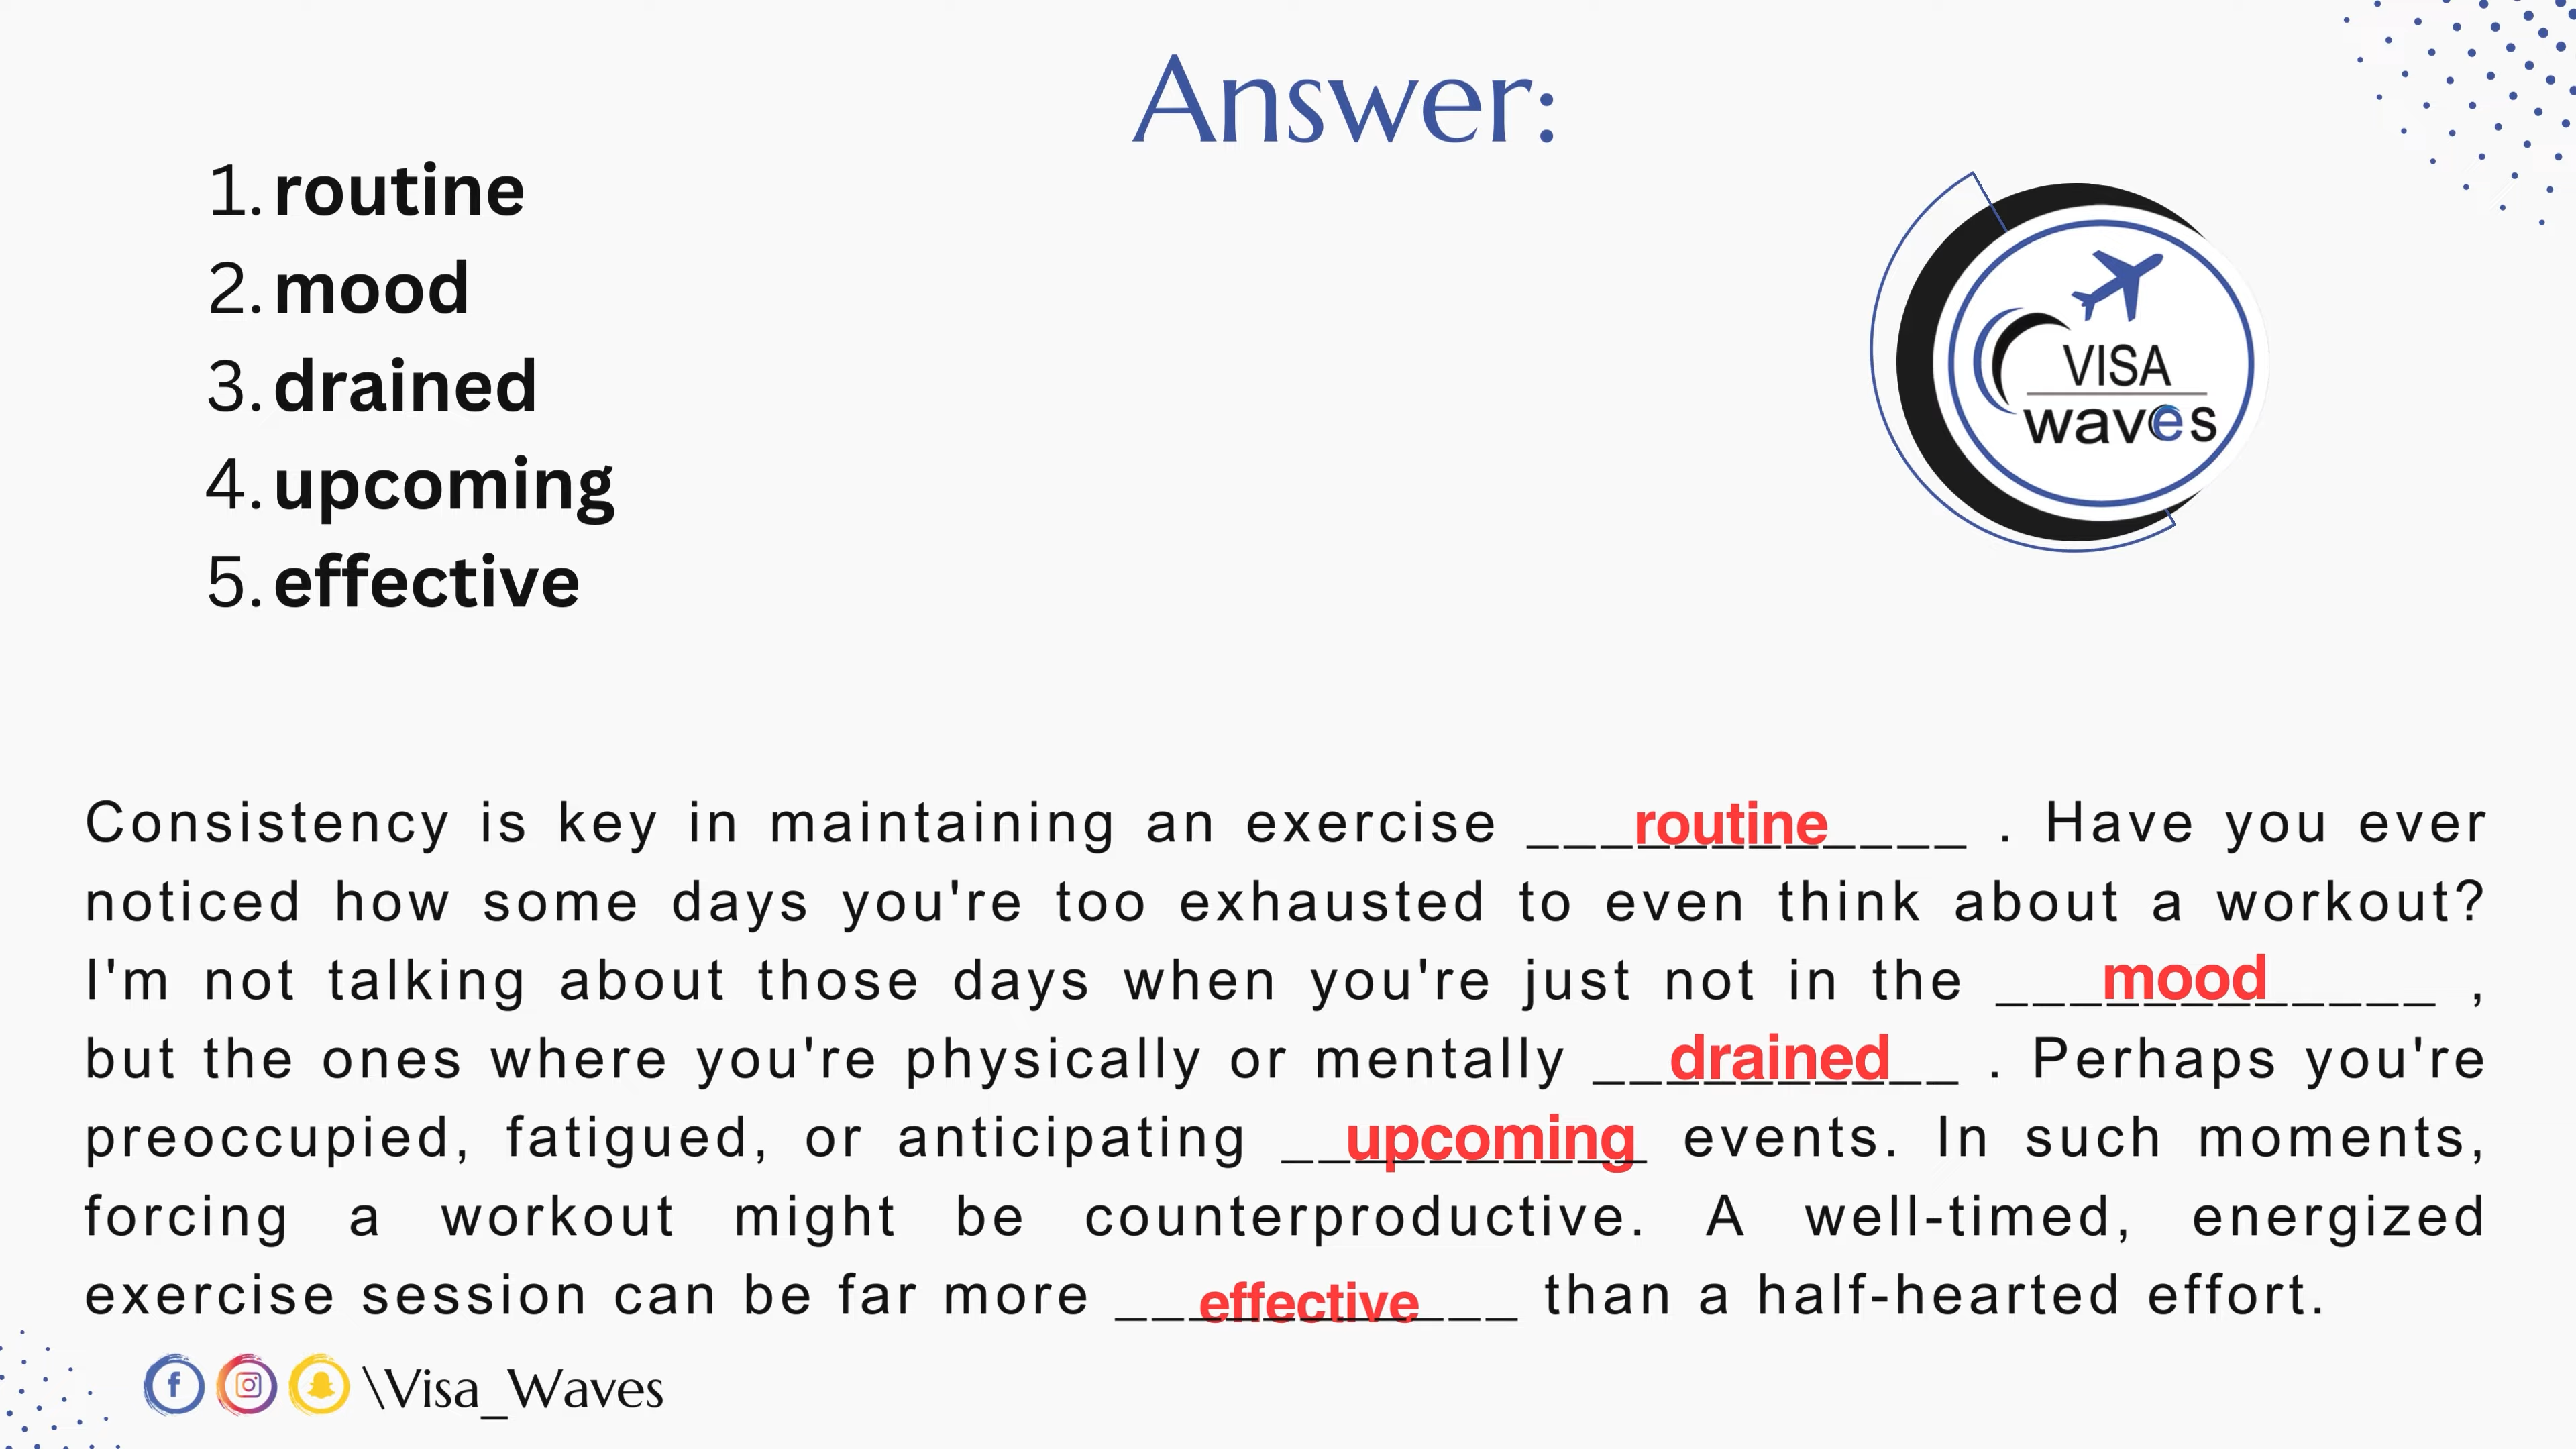 Answer:
1. routine
2. mood
3. drained
4. upcoming
5. effective
VISA
waves
Consistency is key in maintaining an exercise ____routine____ . Have you ever
noticed how some days you're too exhausted to even think about a workout?
I'm not talking about those days when you're just not in the ___mood_____ ,
but the ones where you're physically or mentally __drained__ . Perhaps you're
preoccupied, fatigued, or anticipating __upcoming events. In such moments,
forcing a workout might be counterproductive. A well-timed, energized
exercise session can be far more __effective___ than a half-hearted effort.
\Visa_Waves